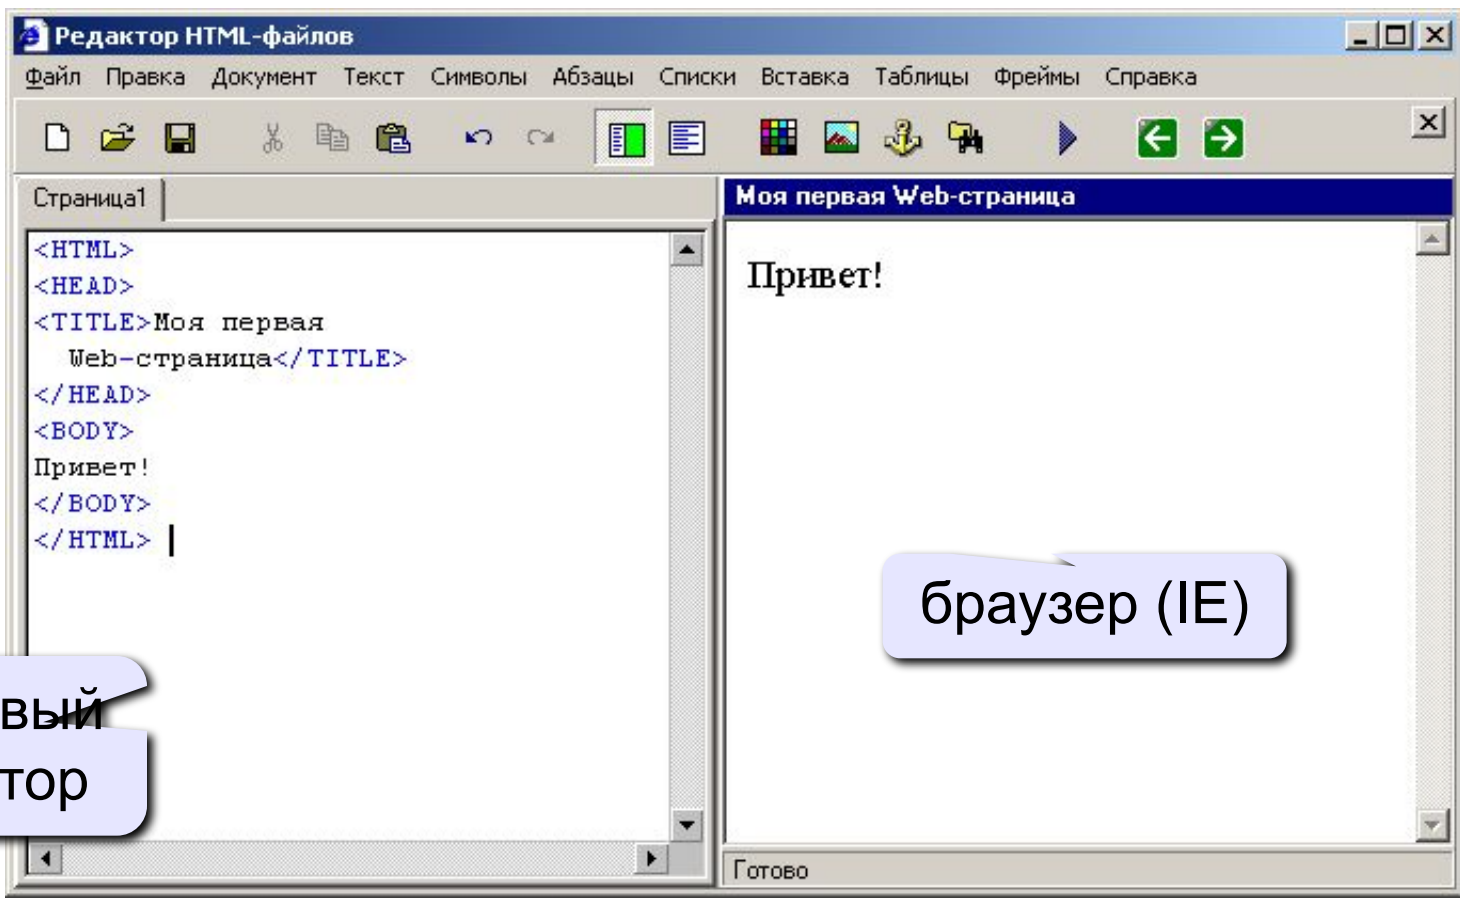 Редактор HTML-файлов
Файл Правка Документ Текст Символы Абзацы Списки Вставка Таблицы Фреймы Справка
Страница1
<HTML>
<HEAD>
<TITLE>Моя первая
Web-страница</TITLE>
</HEAD>
<BODY>
Привет!
</BODY>
</HTML>
вый
тор
Моя первая Web-страница
Привет!
браузер (IE)
Готово